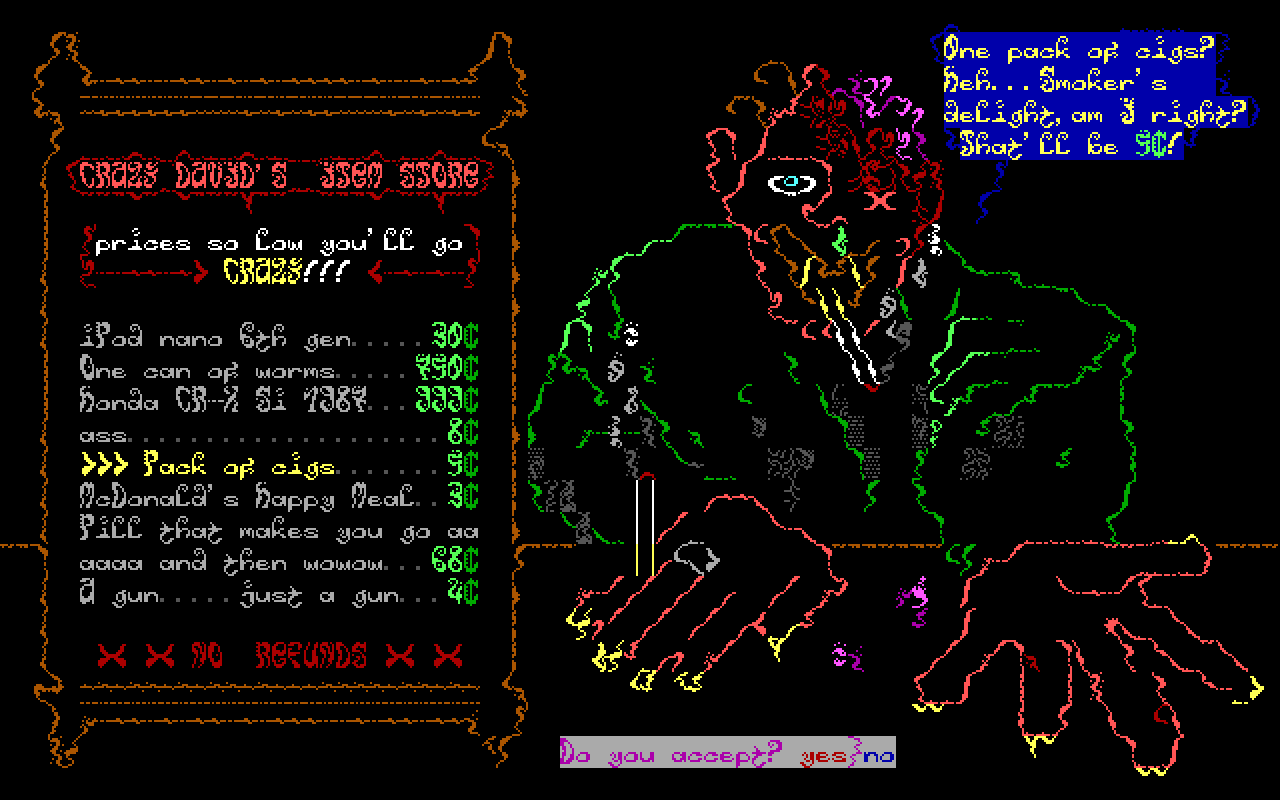 CRAZY DAVID'S ITEM STORE
prices so low you'll go
CRAZY!!!
iPod nano 6th gen.....30¢
One can of worms.....790¢
Honda CR-X Si 1987...999¢
ass....................8¢
>>> Pack of cigs.......9¢
McDonald's Happy Meal..3¢
Pill that makes you go aa
aaaa and then wowow...68¢
A gun.....just a gun...4¢
NO REFUNDS
One pack of cigs?
Heh...Smoker's
delight, am I right?
That'll be 9¢!
Do you accept? yes/no